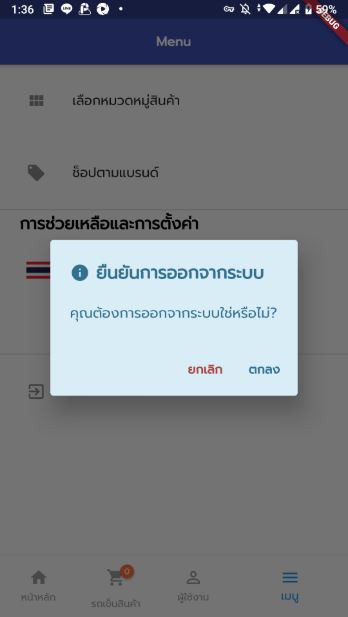 1:36
59%
DEBUG
Menu
เลือกหมวดหมู่สินค้า
ช็อปตามแบรนด์
การช่วยเหลือและการตั้งค่า
ยืนยันการออกจากระบบ
คุณต้องการออกจากระบบใช่หรือไม่?
ยกเลิก ตกลง
0
หน้าหลัก รถเข็นสินค้า ผู้ใช้งาน เมนู